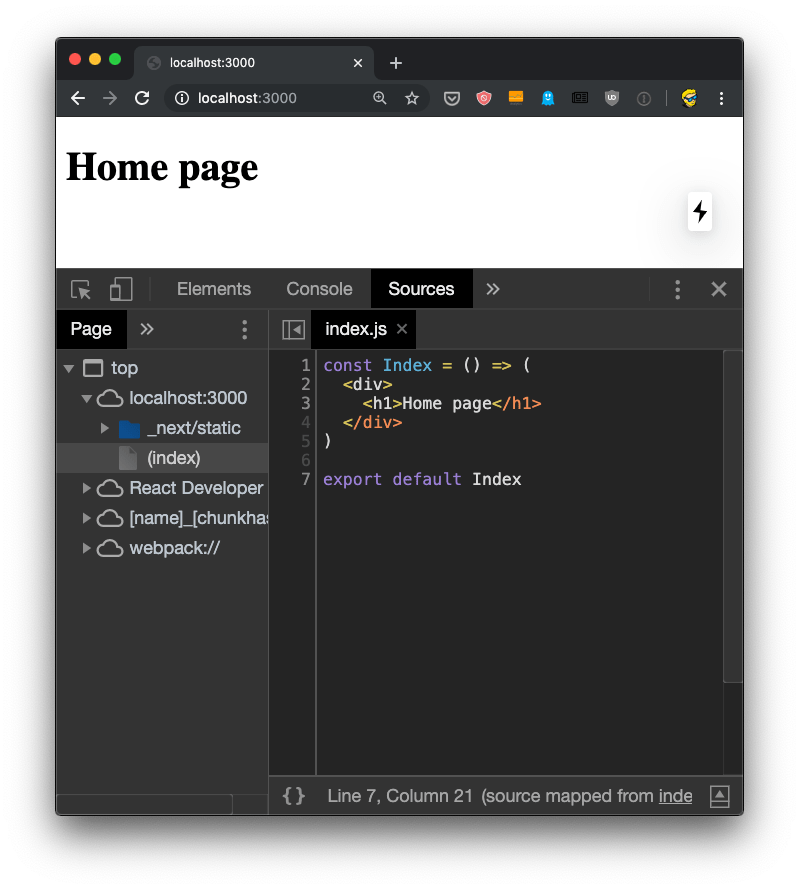 localhost:3000
localhost:3000
Home page
Elements Console Sources
Page
index.js
top
localhost:3000
_next/static
(index)
React Developer
[name]_[chunkhas
webpack://
1 const Index = () => (
2   <div>
3     <h1>Home page</h1>
4   </div>
5 )
6
7 export default Index
{} Line 7, Column 21 (source mapped from inde